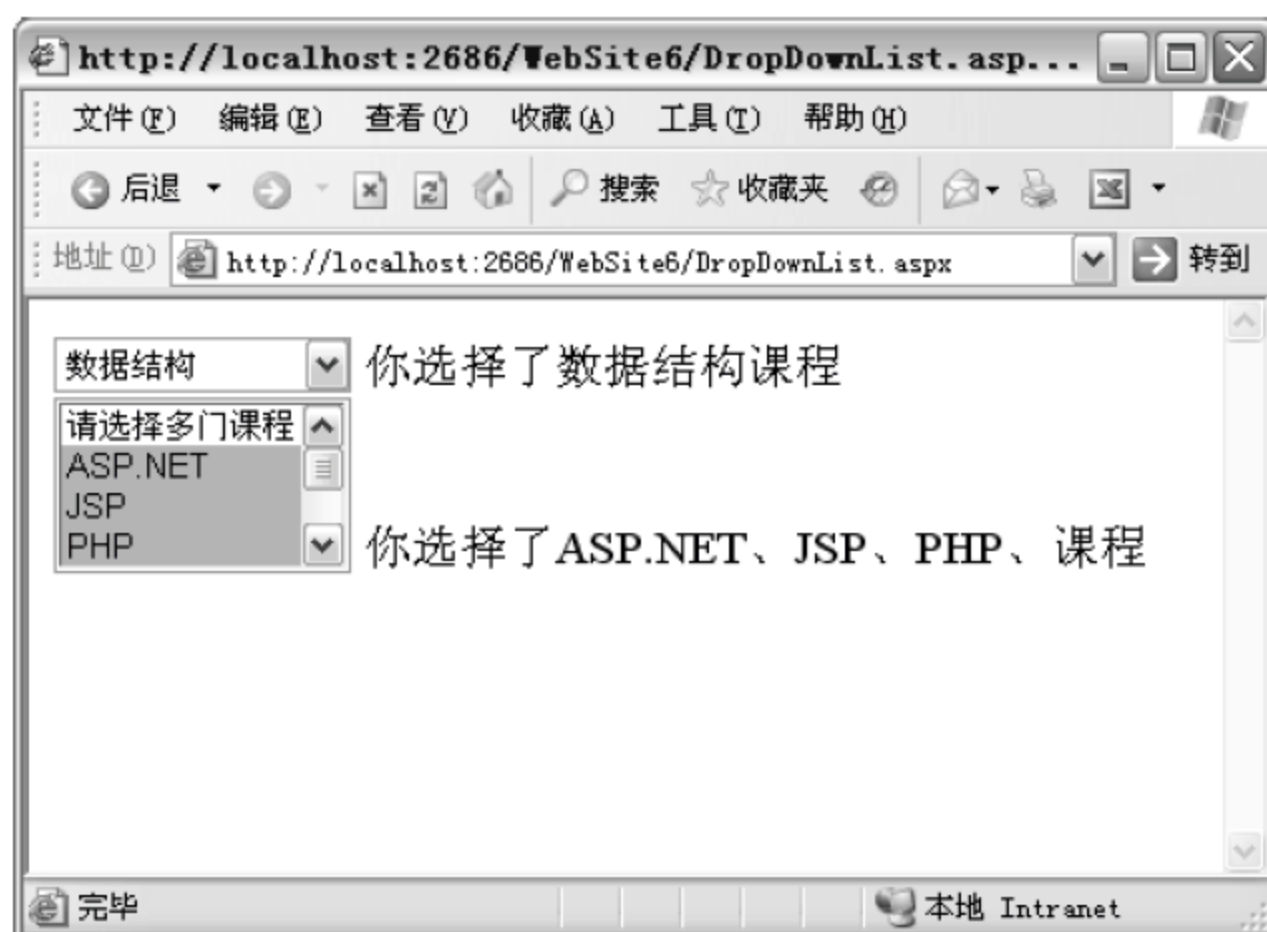 http://localhost:2686/WebSite6/DropDownList.asp...
文件(F) 编辑(E) 查看(V) 收藏(A) 工具(T) 帮助(H)
后退 搜索 收藏夹
地址(D) http://localhost:2686/WebSite6/DropDownList.aspx 转到
数据结构 你选择了数据结构课程
请选择多门课程
ASP.NET
JSP
PHP 你选择了ASP.NET、JSP、PHP、课程
完毕 本地 Intranet